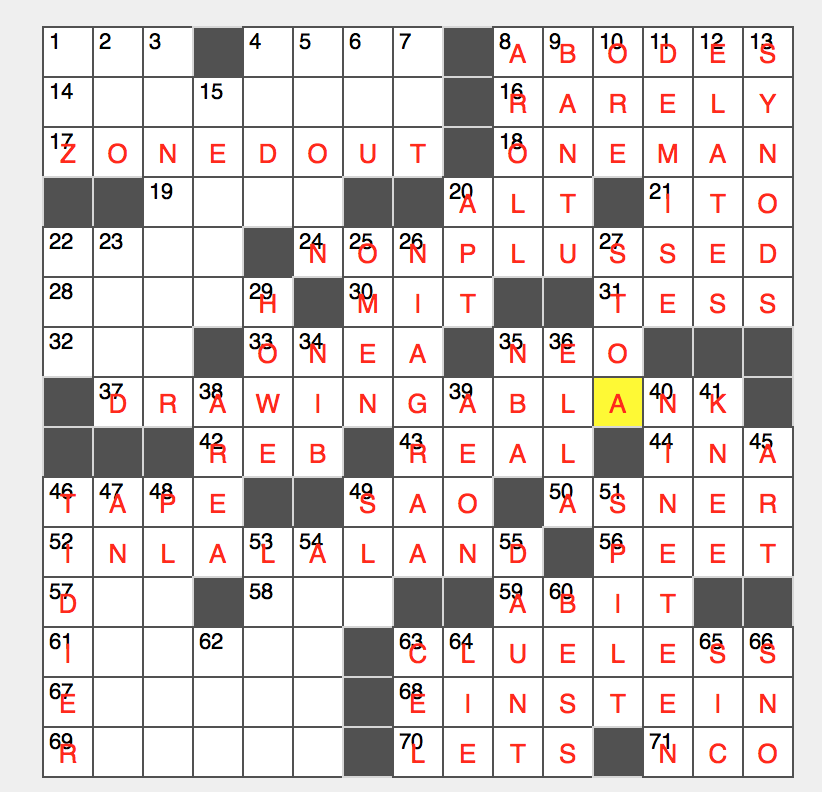 1 2 3 4 5 6 7 8 9 10 11 12 13
A B O D E S
14 15 16
R A R E L Y
17 18
Z O N E D O U T O N E M A N
19 20 21
A L T I T O
22 23 24 25 26 27
N O N P L U S S E D
28 29 30 31
H M I T T E S S
32 33 34 35 36
O N E A N E O
37 38 39 40 41
D R A W I N G A B L A N K
42 43 44 45
R E B R E A L I N A
46 47 48 49 50 51
T A P E S A O A S N E R
52 53 54 55 56
I N L A L A L A N D P E E T
57 58 59 60
D A B I T
61 62 63 64 65 66
I C L U E L E S S
67 68
E E I N S T E I N
69 70 71
R L E T S N C O